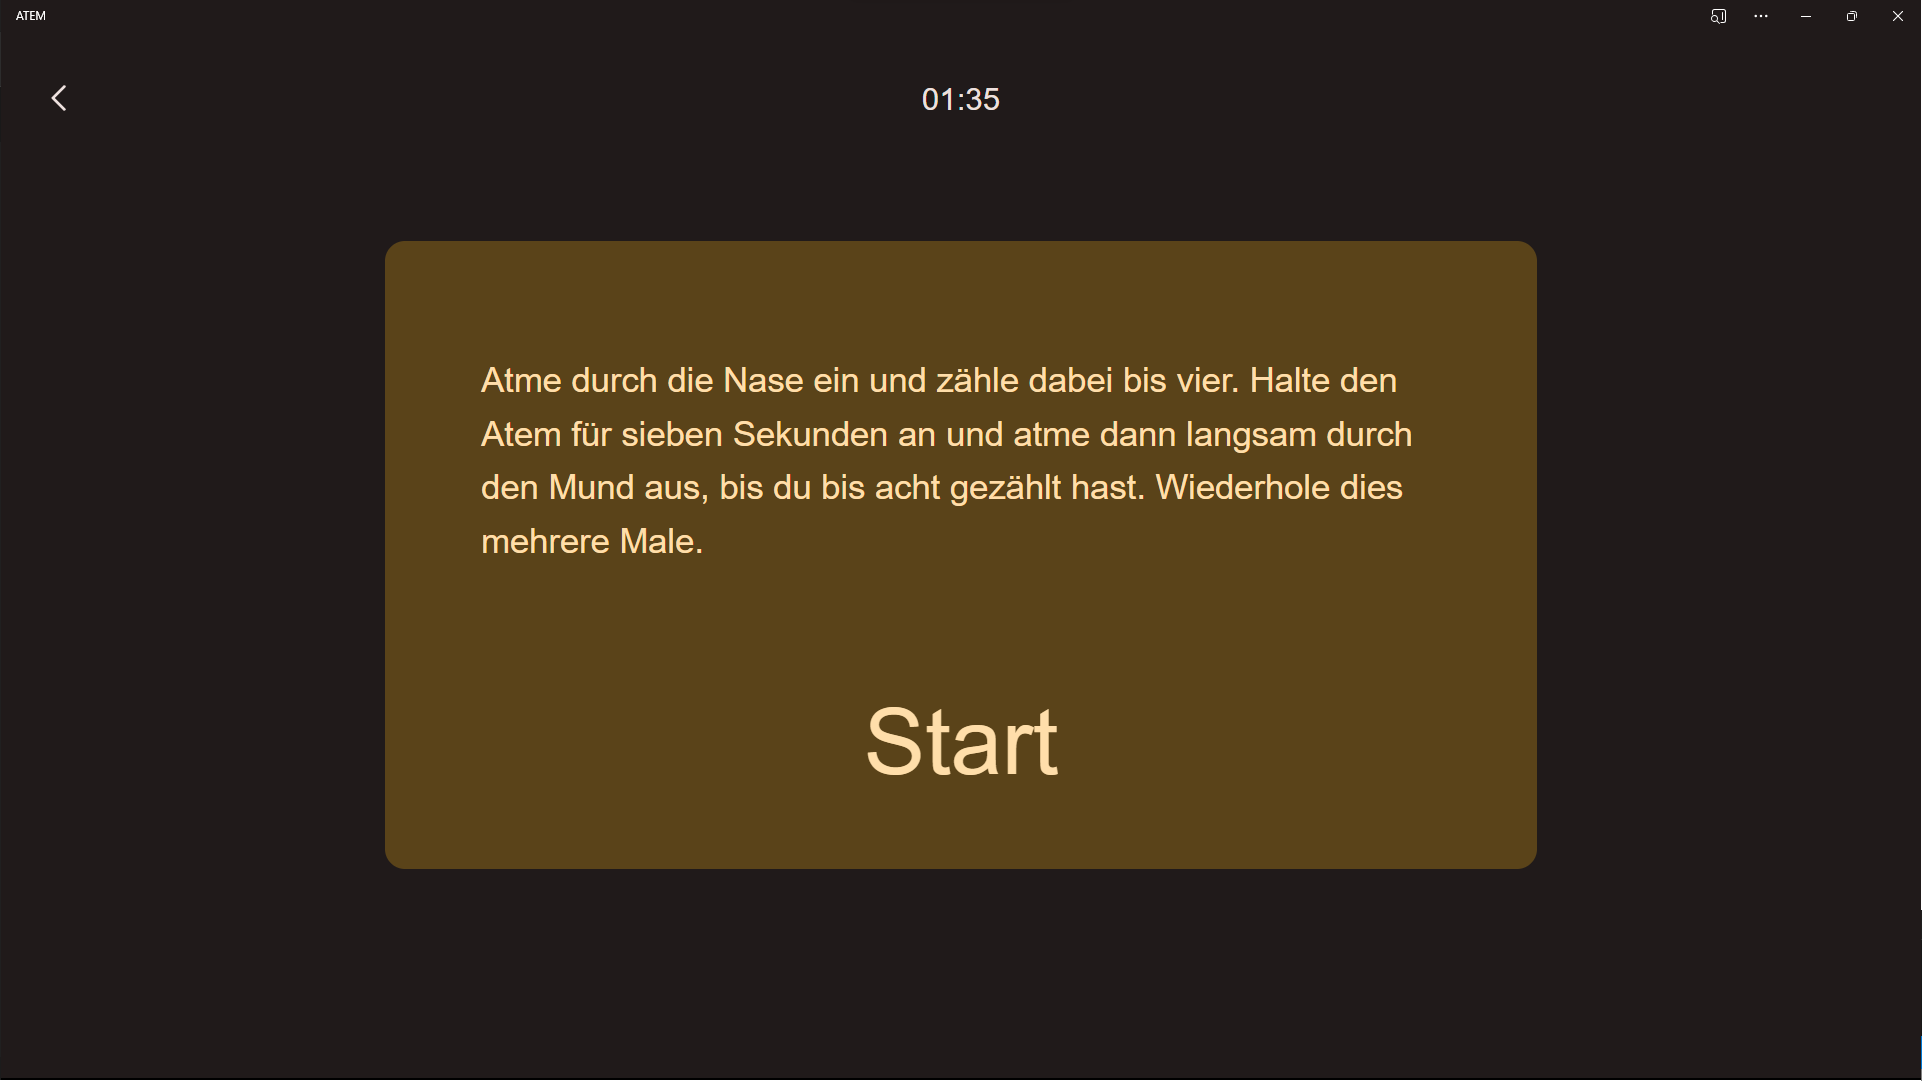 ATEM
01:35
Atme durch die Nase ein und zähle dabei bis vier. Halte den
Atem für sieben Sekunden an und atme dann langsam durch
den Mund aus, bis du bis acht gezählt hast. Wiederhole dies
mehrere Male.
Start